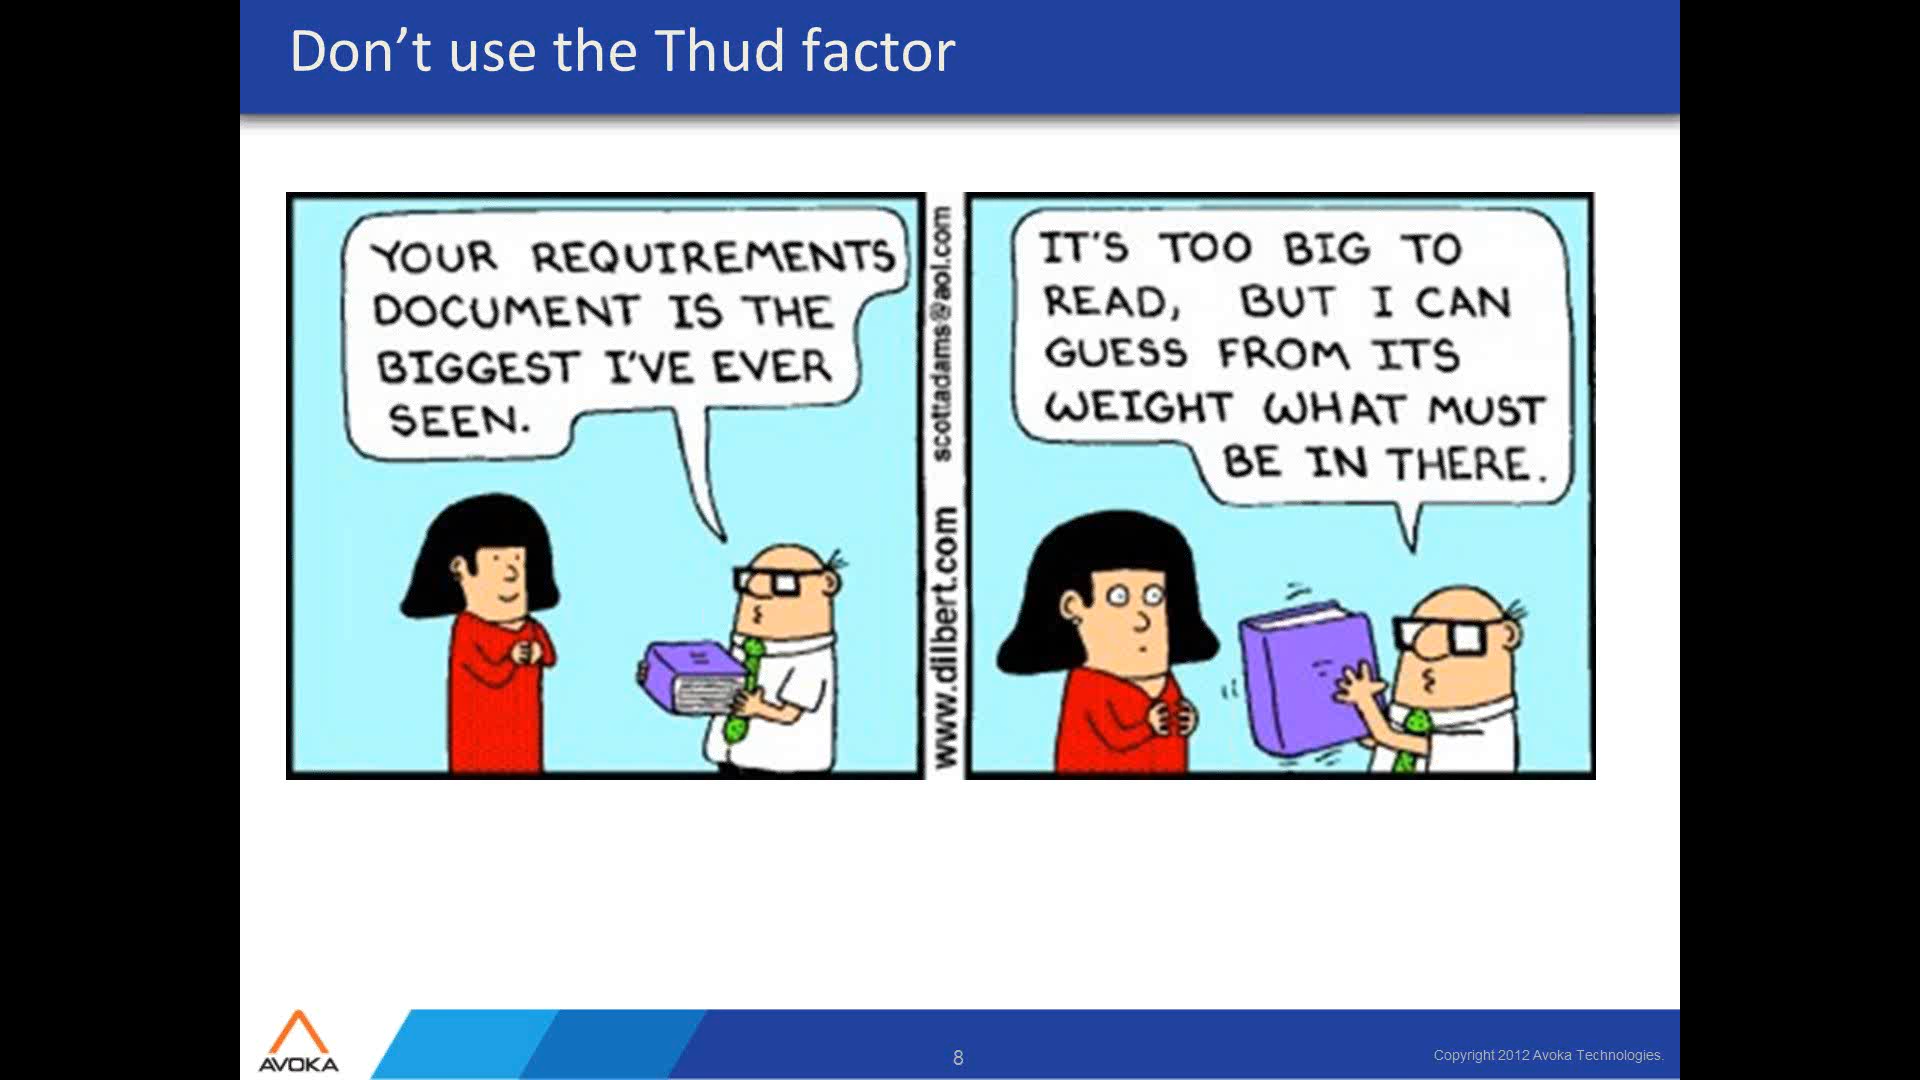 Don’t use the Thud factor
YOUR REQUIREMENTS
DOCUMENT IS THE
BIGGEST I'VE EVER
SEEN.
www.dilbert.com scottadams@aol.com
IT'S TOO BIG TO
READ, BUT I CAN
GUESS FROM ITS
WEIGHT WHAT MUST
BE IN THERE.
AVOKA
8
Copyright 2012 Avoka Technologies.